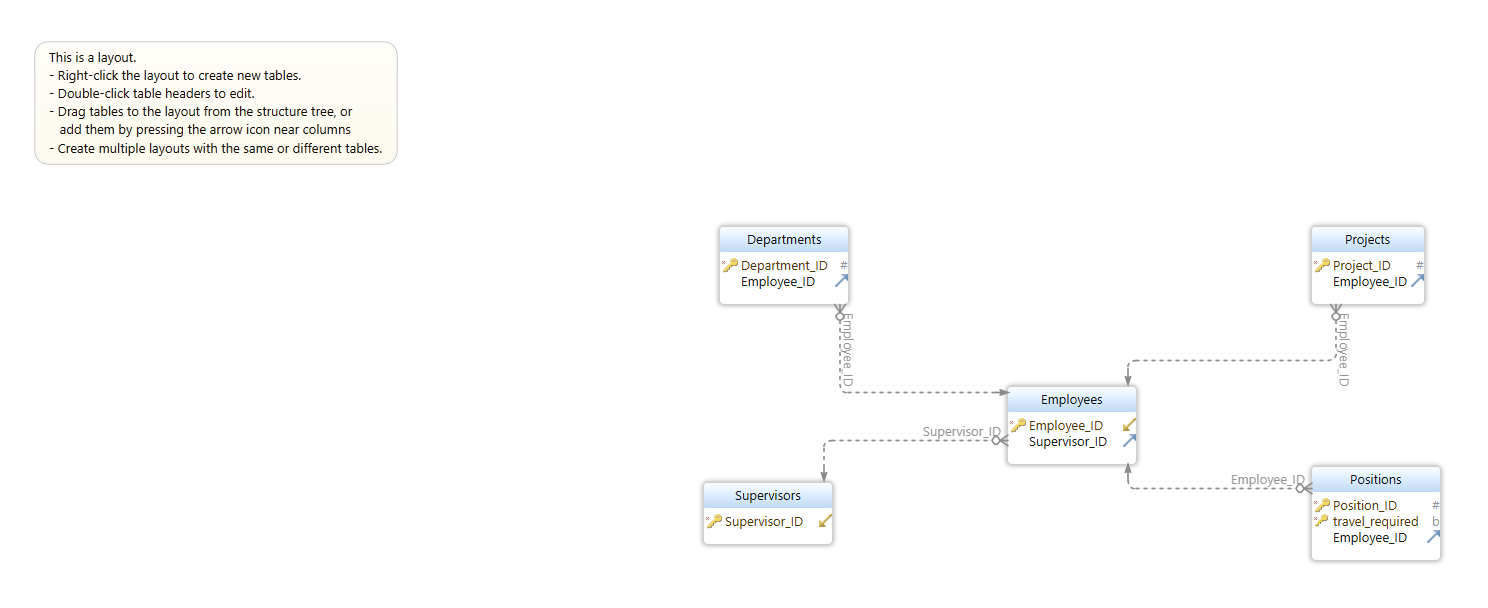 This is a layout.
- Right-click the layout to create new tables.
- Double-click table headers to edit.
- Drag tables to the layout from the structure tree, or
add them by pressing the arrow icon near columns
- Create multiple layouts with the same or different tables.
Departments
Department_ID #
Employee_ID
Projects
Project_ID #
Employee_ID
Employee_ID
Employee_ID
Employees
Employee_ID
Supervisor_ID
Supervisor_ID
Supervisors
Supervisor_ID
Employee_ID
Positions
Position_ID #
travel_required b
Employee_ID